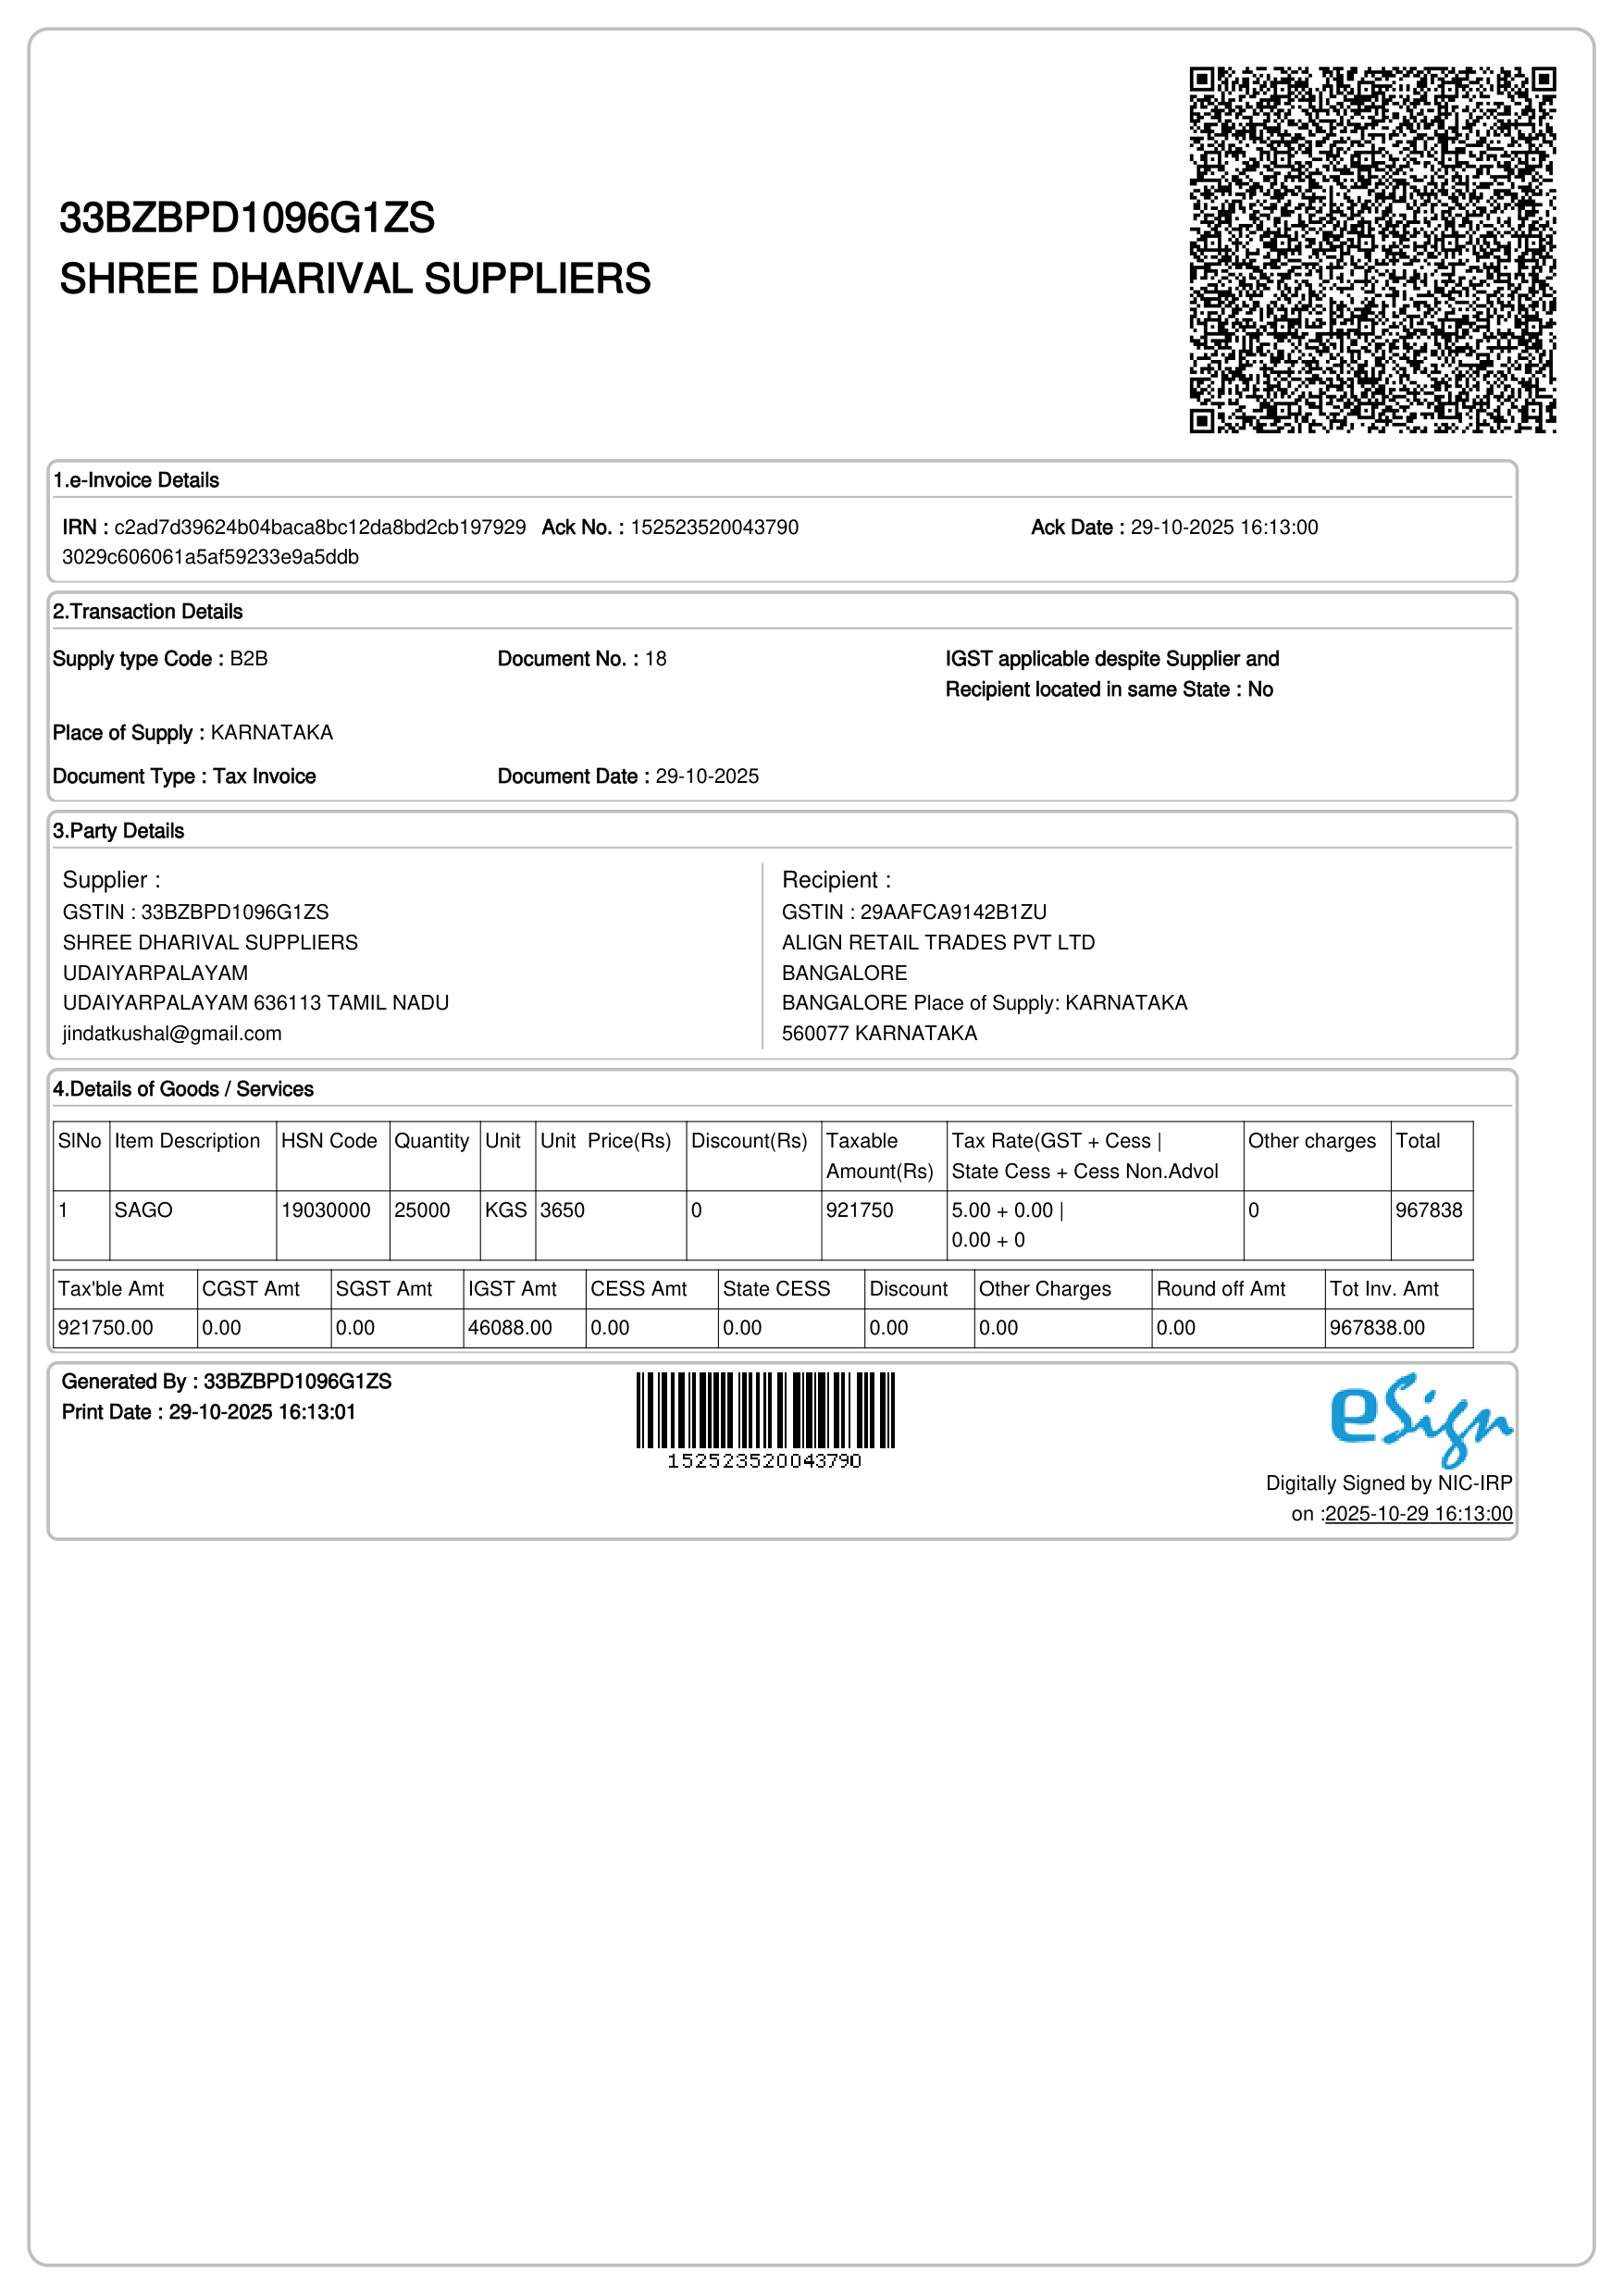 33BZBPD1096G1ZS
SHREE DHARIVAL SUPPLIERS
1.e-Invoice Details
IRN : c2ad7d39624b04baca8bc12da8bd2cb197929 Ack No. : 152523520043790 Ack Date : 29-10-2025 16:13:00
3029c606061a5af59233e9a5ddb
2.Transaction Details
Supply type Code : B2B Document No. : 18 IGST applicable despite Supplier and
Recipient located in same State : No
Place of Supply : KARNATAKA
Document Type : Tax Invoice Document Date : 29-10-2025
3.Party Details
Supplier :
GSTIN : 33BZBPD1096G1ZS
SHREE DHARIVAL SUPPLIERS
UDAIYARPALAYAM
UDAIYARPALAYAM 636113 TAMIL NADU
jindatkushal@gmail.com
Recipient :
GSTIN : 29AAFCA9142B1ZU
ALIGN RETAIL TRADES PVT LTD
BANGALORE
BANGALORE Place of Supply: KARNATAKA
560077 KARNATAKA
4.Details of Goods / Services
SlNo Item Description HSN Code Quantity Unit Unit Price(Rs) Discount(Rs) Taxable Tax Rate(GST + Cess | Other charges Total
Amount(Rs) State Cess + Cess Non.Advol
1 SAGO 19030000 25000 KGS 3650 0 921750 5.00 + 0.00 | 0 967838
0.00 + 0
Tax'ble Amt CGST Amt SGST Amt IGST Amt CESS Amt State CESS Discount Other Charges Round off Amt Tot Inv. Amt
921750.00 0.00 0.00 46088.00 0.00 0.00 0.00 0.00 0.00 967838.00
Generated By : 33BZBPD1096G1ZS
Print Date : 29-10-2025 16:13:01
152523520043790
eSign
Digitally Signed by NIC-IRP
on :2025-10-29 16:13:00